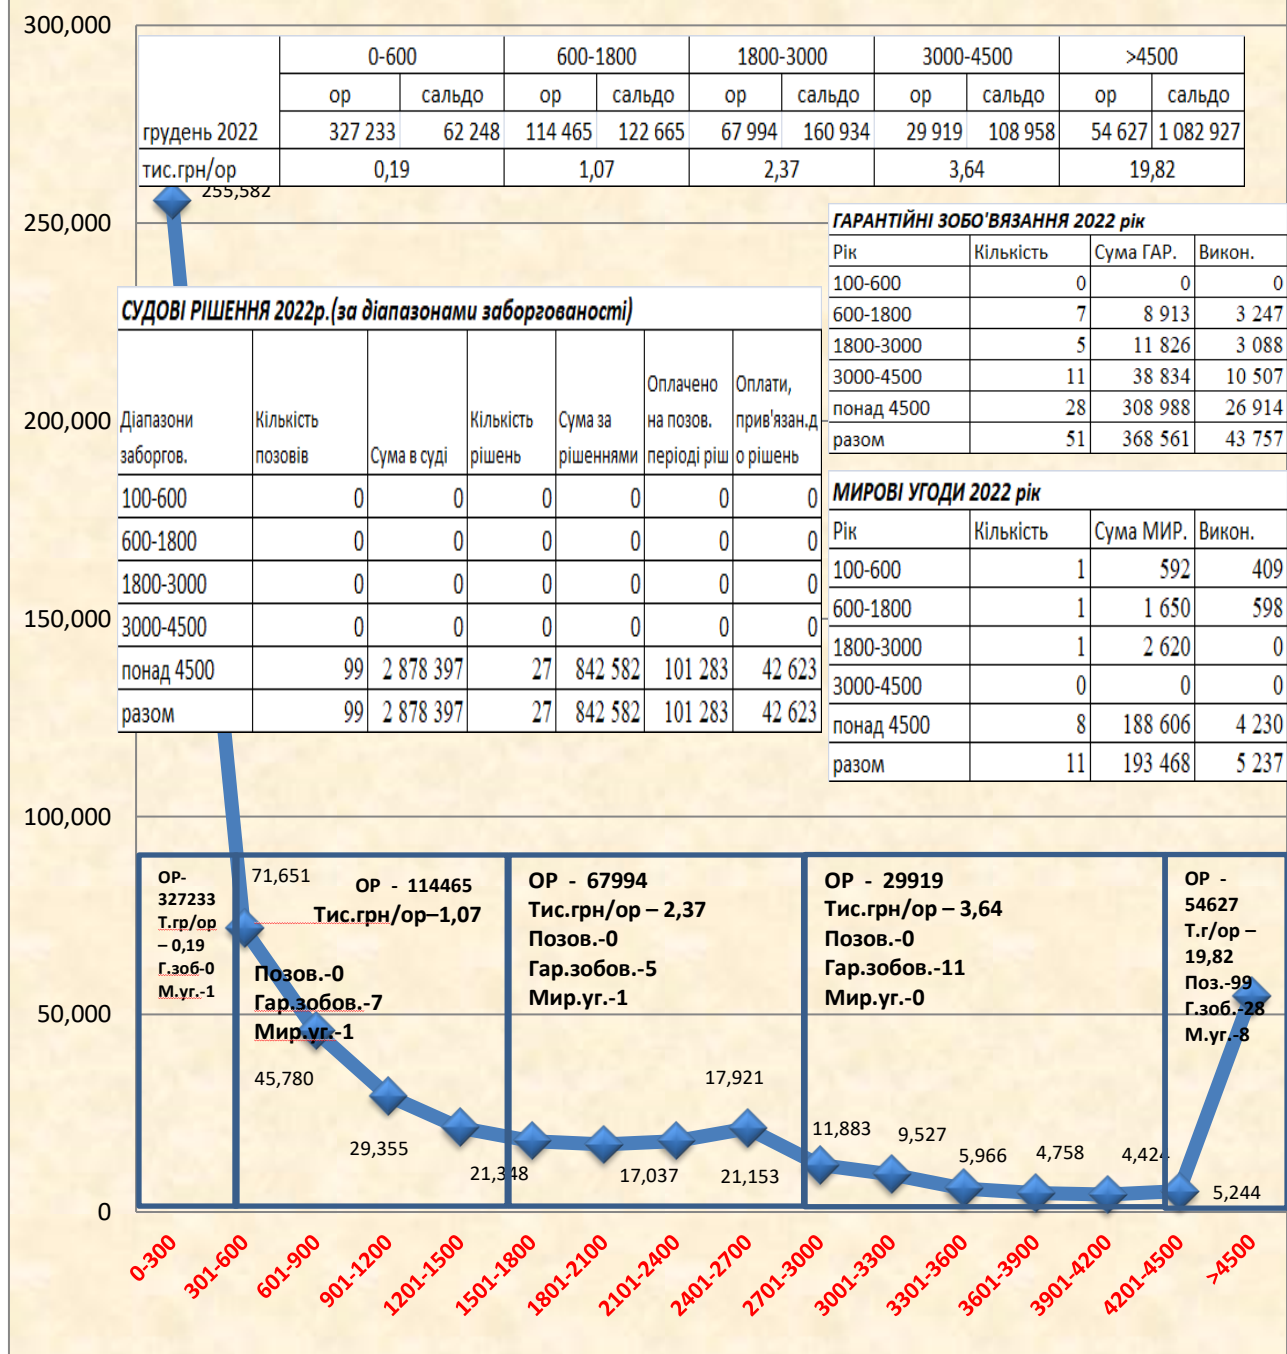 300,000
0-600 600-1800 1800-3000 3000-4500 >4500
ор сальдо ор сальдо ор сальдо ор сальдо ор сальдо
грудень 2022 327 233 62 248 114 465 122 665 67 994 160 934 29 919 108 958 54 627 1 082 927
тис.грн/ор 0,19 1,07 2,37 3,64 19,82
255,582
250,000
ГАРАНТІЙНІ ЗОБО'ВЯЗАННЯ 2022 рік
Рік Кількість Сума ГАР. Викон.
100-600 0 0 0
600-1800 7 8 913 3 247
1800-3000 5 11 826 3 088
3000-4500 11 38 834 10 507
понад 4500 28 308 988 26 914
разом 51 368 561 43 757
СУДОВІ РІШЕННЯ 2022р.(за діапазонами заборгованості)
Діапазони заборгов. Кількість позовів Сума в суді Кількість рішень Сума за рішеннями Оплачено на позов. періоді ріш Оплати, прив'язан.д о рішень
100-600 0 0 0 0 0 0
600-1800 0 0 0 0 0 0
1800-3000 0 0 0 0 0 0
3000-4500 0 0 0 0 0 0
понад 4500 99 2 878 397 27 842 582 101 283 42 623
разом 99 2 878 397 27 842 582 101 283 42 623
200,000
МИРОВІ УГОДИ 2022 рік
Рік Кількість Сума МИР. Викон.
100-600 1 592 409
600-1800 1 1 650 598
1800-3000 1 2 620 0
3000-4500 0 0 0
понад 4500 8 188 606 4 230
разом 11 193 468 5 237
150,000
100,000
ОР-
327233
Т.гр/ор
– 0,19
Г.зоб-0
М.уг.-1
71,651
ОР - 114465
Тис.грн/ор–1,07
Позов.-0
Гар.зобов.-7
Мир.уг.-1
ОР - 67994
Тис.грн/ор – 2,37
Позов.-0
Гар.зобов.-5
Мир.уг.-1
ОР - 29919
Тис.грн/ор – 3,64
Позов.-0
Гар.зобов.-11
Мир.уг.-0
ОР -
54627
Т.г/ор –
19,82
Поз.-99
Г.зоб.-28
М.уг.-8
50,000
45,780
29,355
21,348
17,037
17,921
21,153
11,883
9,527
5,966
4,758
4,424
5,244
0
0-300 301-600 601-900 901-1200 1201-1500 1501-1800 1801-2100 2101-2400 2401-2700 2701-3000 3001-3300 3301-3600 3601-3900 3901-4200 4201-4500 >4500